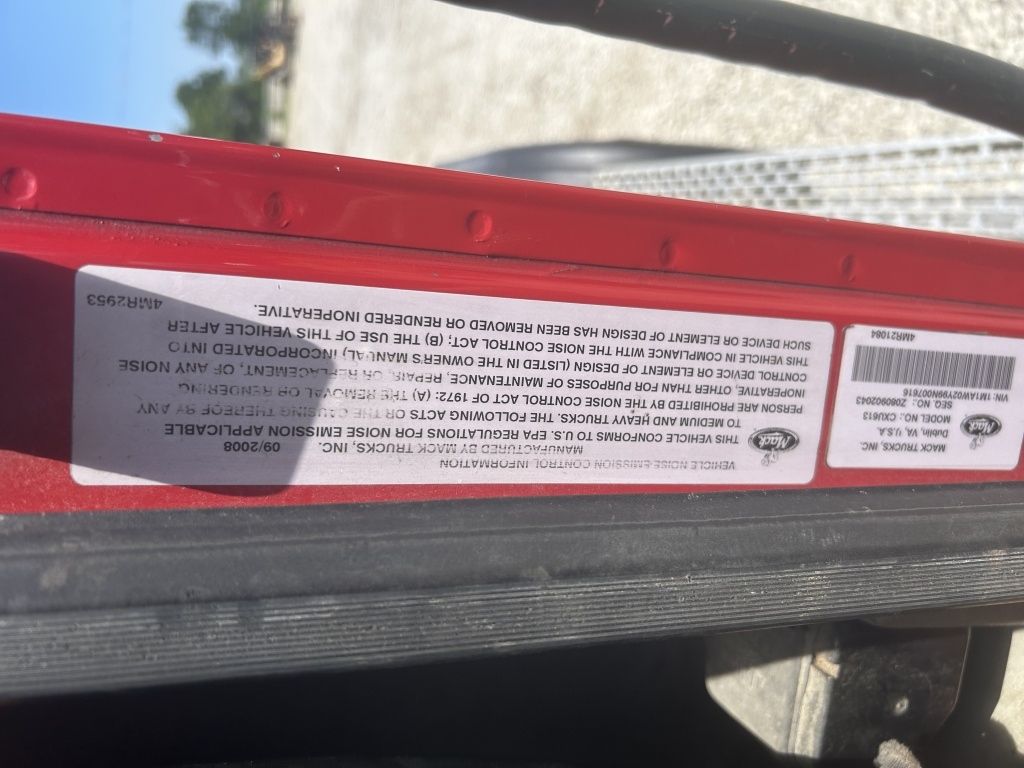 Mack
MACK TRUCKS, INC.
Dublin, VA, U.S.A.
MODEL NO.: CXU613
SEQ. NO.: Z080902043
VIN 1M1AW02Y99N007616
4MR21084
Mack
VEHICLE NOISE EMISSION CONTROL INFORMATION
MANUFACTURED BY MACK TRUCKS, INC. 09/2008
THIS VEHICLE CONFORMS TO U.S. EPA REGULATIONS FOR NOISE EMISSION APPLICABLE
TO MEDIUM AND HEAVY TRUCKS. THE FOLLOWING ACTS OR THE CAUSING THEREOF BY ANY
PERSON ARE PROHIBITED BY THE NOISE CONTROL ACT OF 1972: (A) THE REMOVAL OR RENDERING
INOPERATIVE, OTHER THAN FOR PURPOSES OF MAINTENANCE, REPAIR, OR REPLACEMENT, OF ANY NOISE
CONTROL DEVICE OR ELEMENT OF DESIGN (LISTED IN THE OWNER'S MANUAL) INCORPORATED INTO
THIS VEHICLE IN COMPLIANCE WITH THE NOISE CONTROL ACT; (B) THE USE OF THIS VEHICLE AFTER
SUCH DEVICE OR ELEMENT OF DESIGN HAS BEEN REMOVED OR RENDERED INOPERATIVE.
4MR2953